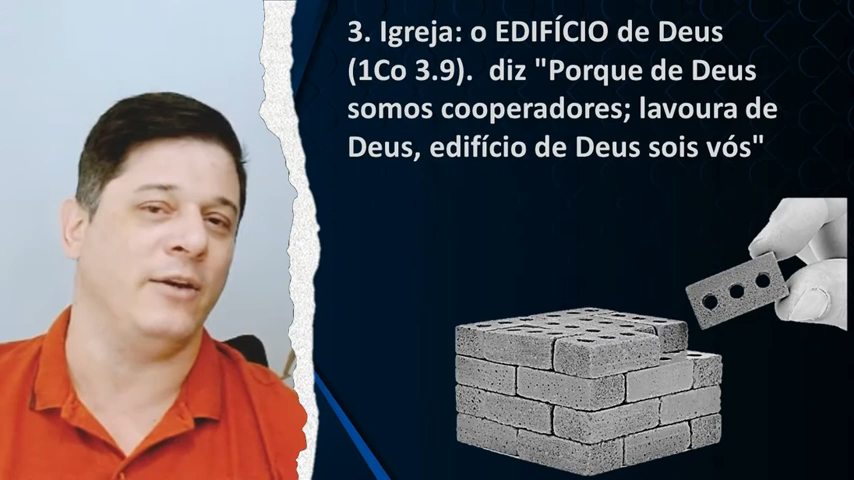 3. Igreja: o EDIFÍCIO de Deus
(1Co 3.9).  diz "Porque de Deus
somos cooperadores; lavoura de
Deus, edifício de Deus sois vós"